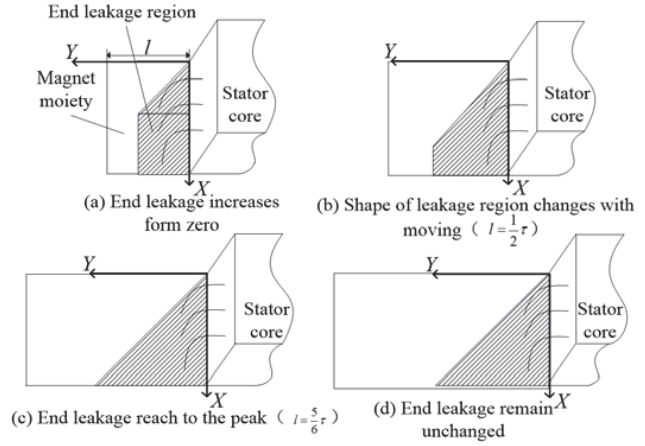 End leakage region
Y
l
Magnet
moiety
Stator
core
X
(a) End leakage increases
form zero
Y
Stator
core
X
(b) Shape of leakage region changes with
moving ( l=1/2 τ )
Y
Stator
core
X
(c) End leakage reach to the peak ( l=5/6 τ )
Y
Stator
core
X
(d) End leakage remain
unchanged